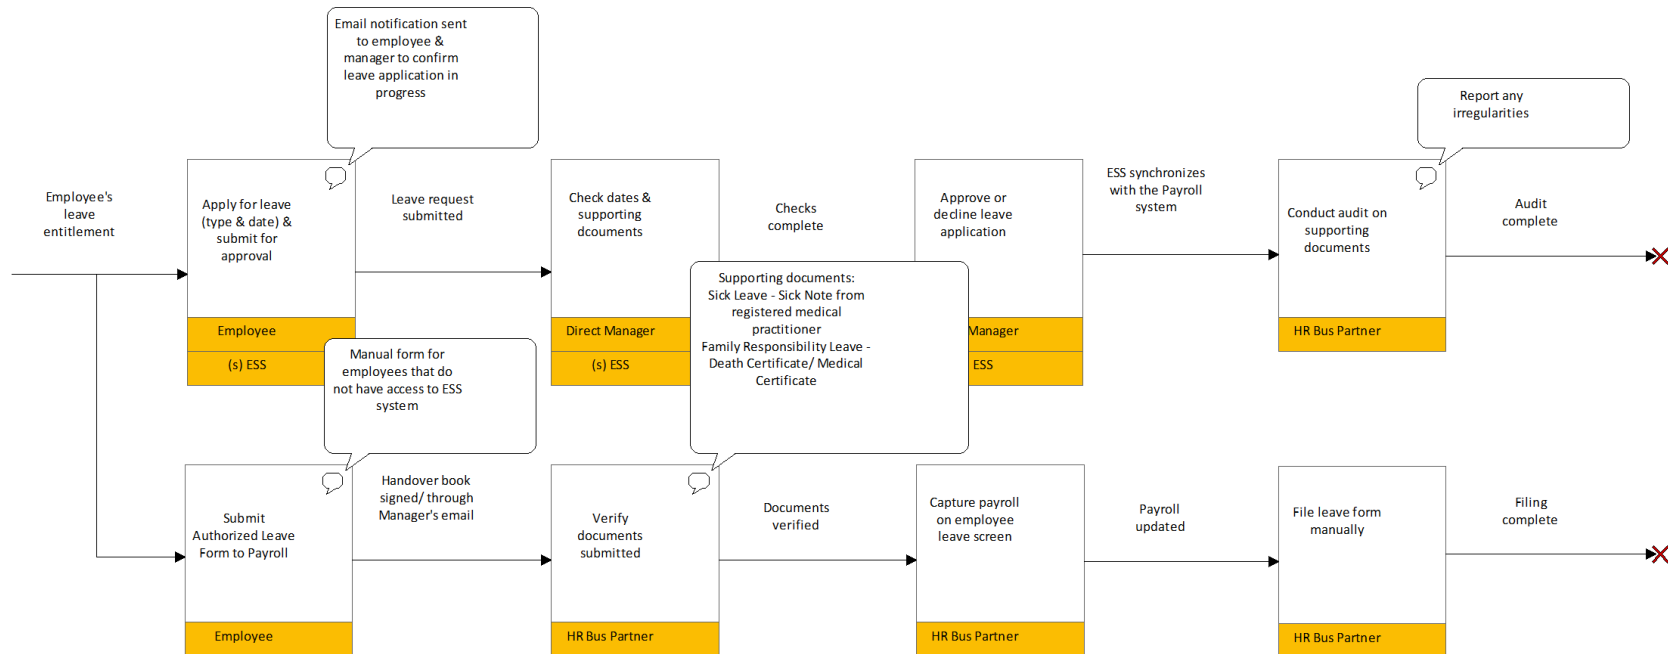 Email notification sent
to employee &
manager to confirm
leave application in
progress
Report any
irregularities
Employee's
leave
entitlement
Apply for leave
(type & date) &
submit for
approval
Employee
(s) ESS
Leave request
submitted
Check dates &
supporting
dcouments
Direct Manager
(s) ESS
Checks
complete
Approve or
decline leave
application
Manager
ESS
ESS synchronizes
with the Payroll
system
Conduct audit on
supporting
documents
HR Bus Partner
Audit
complete
Manual form for
employees that do
not have access to ESS
system
Supporting documents:
Sick Leave - Sick Note from
registered medical
practitioner
Family Responsibility Leave -
Death Certificate/ Medical
Certificate
Submit
Authorized Leave
Form to Payroll
Employee
Handover book
signed/ through
Manager's email
Verify
documents
submitted
HR Bus Partner
Documents
verified
Capture payroll
on employee
leave screen
HR Bus Partner
Payroll
updated
File leave form
manually
HR Bus Partner
Filing
complete